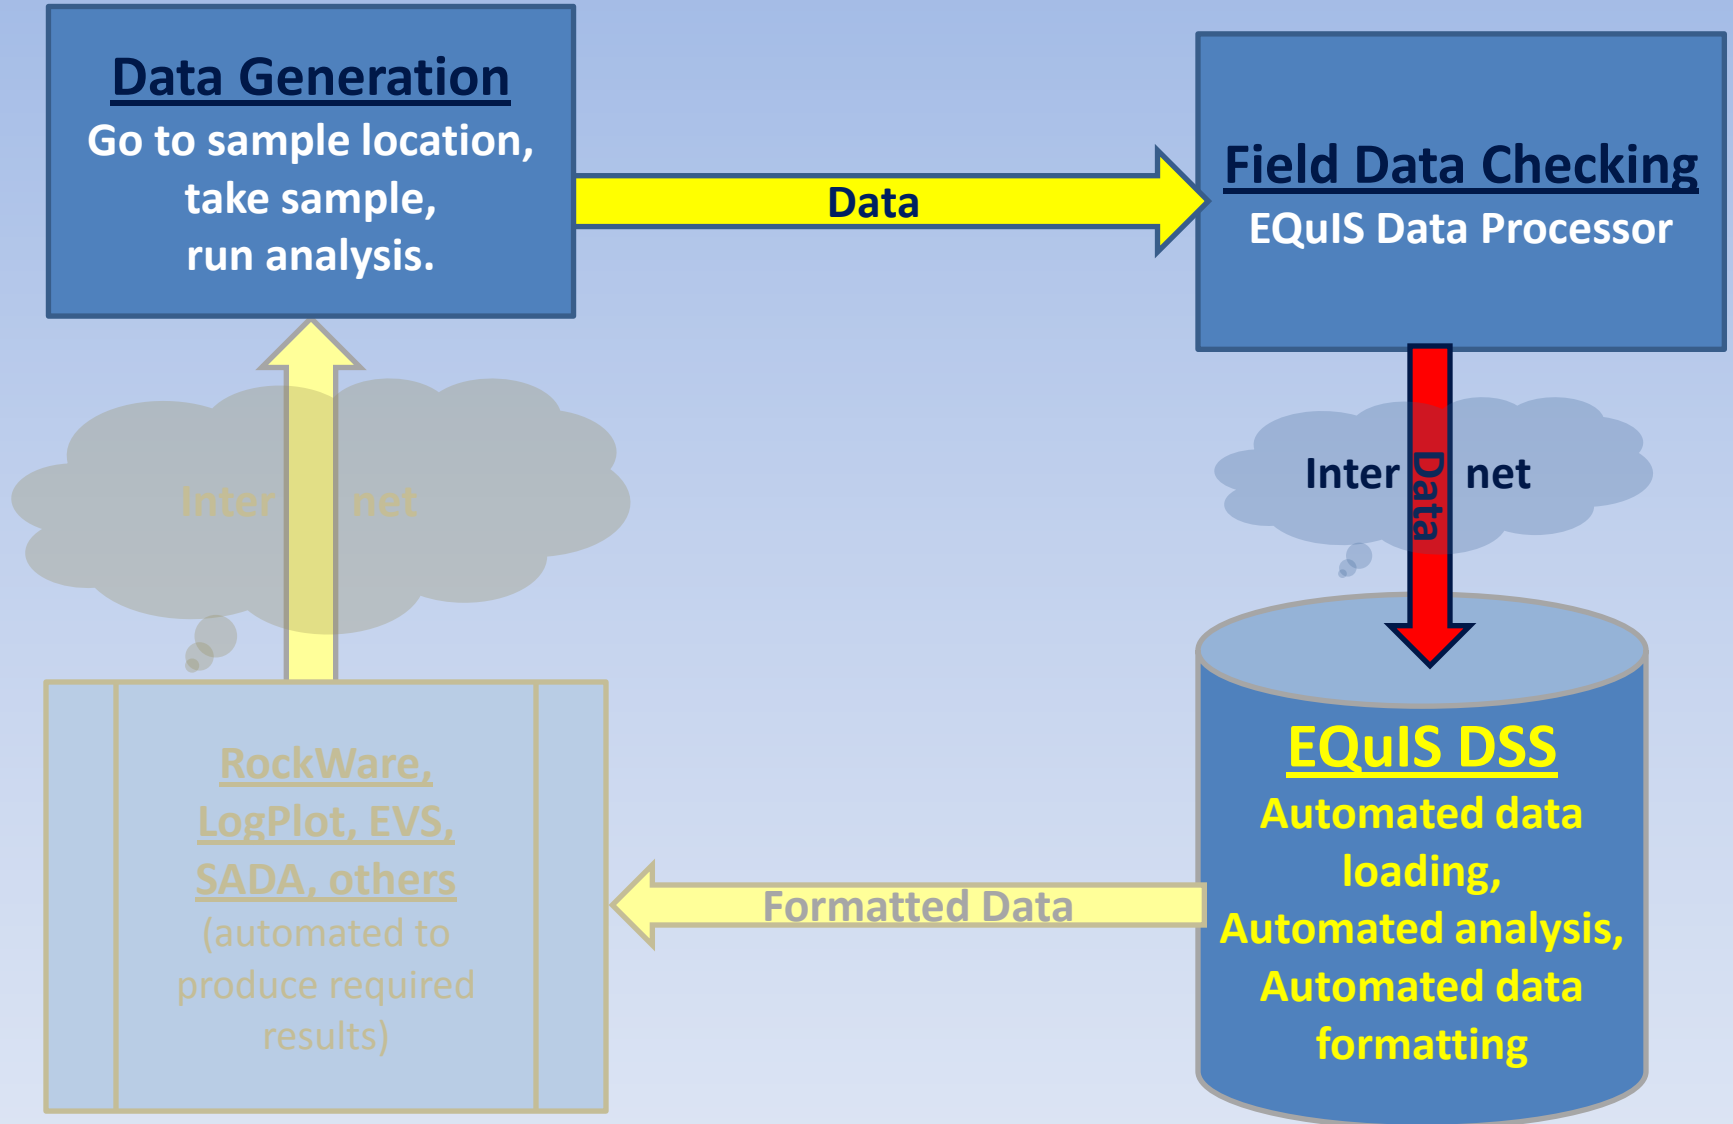 Data Generation
Go to sample location,
take sample,
run analysis.
Data
Field Data Checking
EQuIS Data Processor
Inter net
Data
Inter net
EQuIS DSS
Automated data
loading,
Automated analysis,
Automated data
formatting
Formatted Data
RockWare,
LogPlot, EVS,
SADA, others
(automated to
produce required
results)